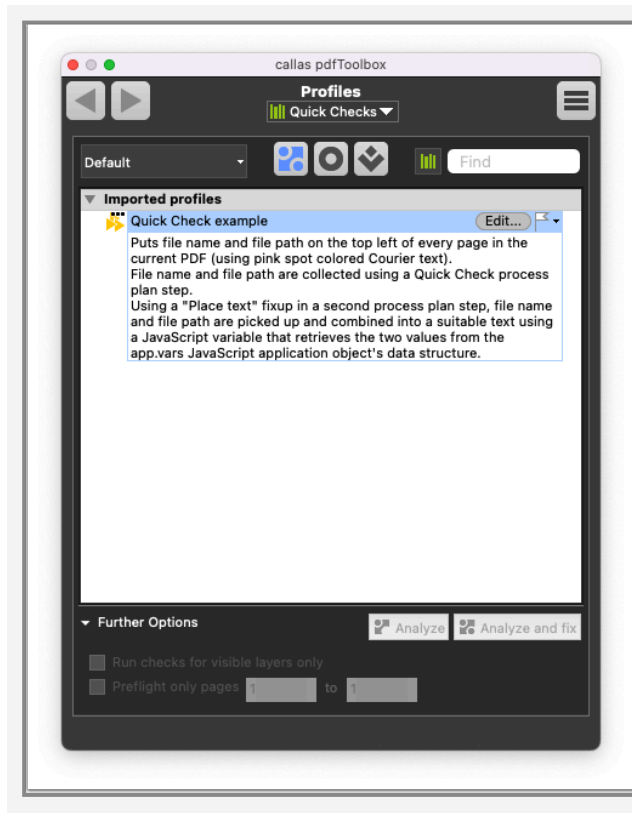 callas pdfToolbox
Profiles
Quick Checks
Default
Find
Imported profiles
Quick Check example
Edit...
Puts file name and file path on the top left of every page in the
current PDF (using pink spot colored Courier text).
File name and file path are collected using a Quick Check process
plan step.
Using a "Place text" fixup in a second process plan step, file name
and file path are picked up and combined into a suitable text using
a JavaScript variable that retrieves the two values from the
app.vars JavaScript application object's data structure.
Further Options
Analyze
Analyze and fix
Run checks for visible layers only
Preflight only pages 1 to 1